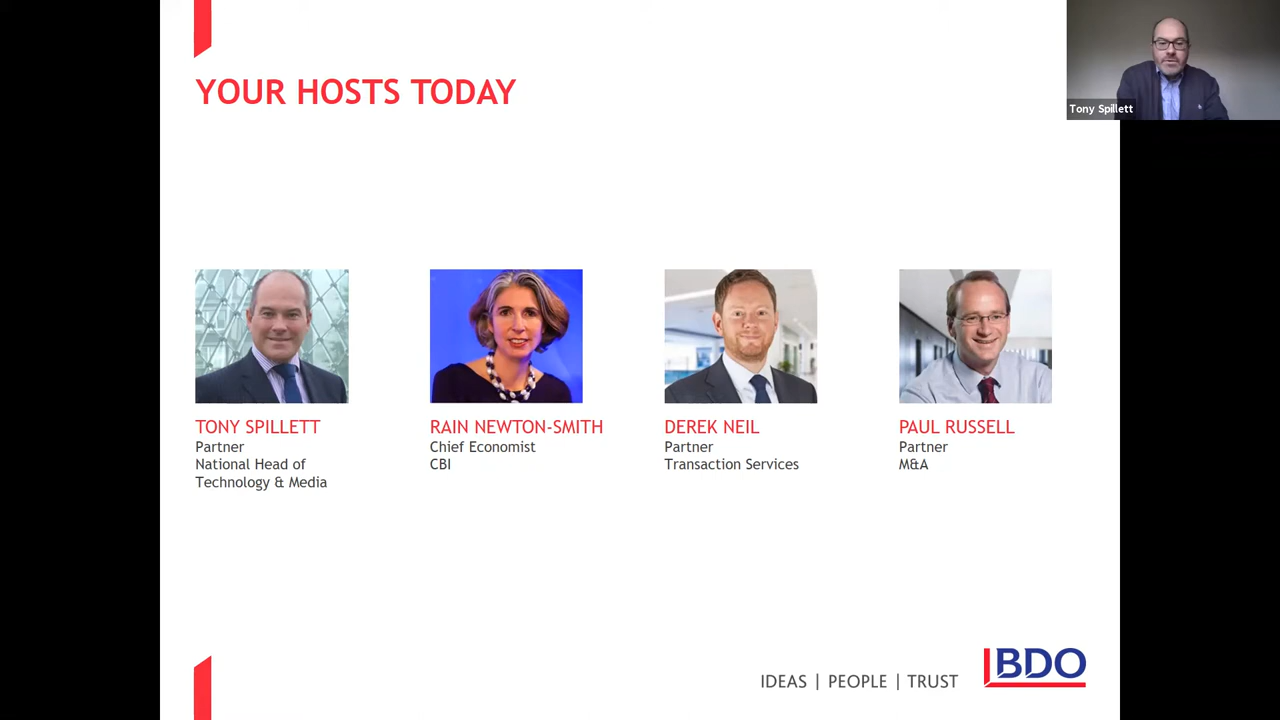 YOUR HOSTS TODAY
Tony Spillett
TONY SPILLETT
Partner
National Head of
Technology & Media
RAIN NEWTON-SMITH
Chief Economist
CBI
DEREK NEIL
Partner
Transaction Services
PAUL RUSSELL
Partner
M&A
IDEAS | PEOPLE | TRUST
BDO